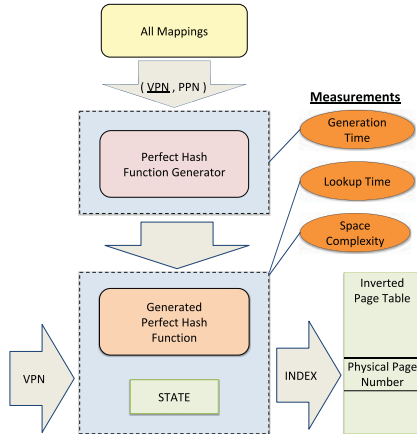 All Mappings
( VPN , PPN )
Measurements
Generation
Time
Perfect Hash
Function Generator
Lookup Time
Space
Complexity
Generated
Perfect Hash
Function
Inverted
Page Table
VPN
INDEX
Physical Page
Number
STATE